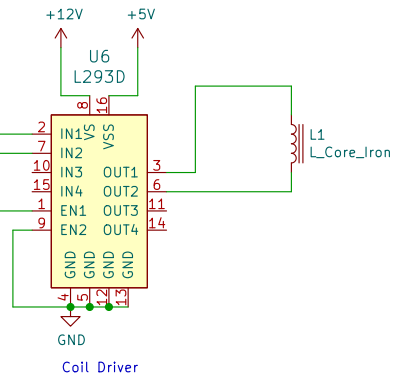 +12V +5V
U6
L293D
8 16
VS VSS
2 IN1
7 IN2
10 IN3 OUT1 3
15 IN4 OUT2 6
1 EN1 OUT3 11
9 EN2 OUT4 14
GND GND GND GND
4 5 12 13
L1
L_Core_Iron
GND
Coil Driver